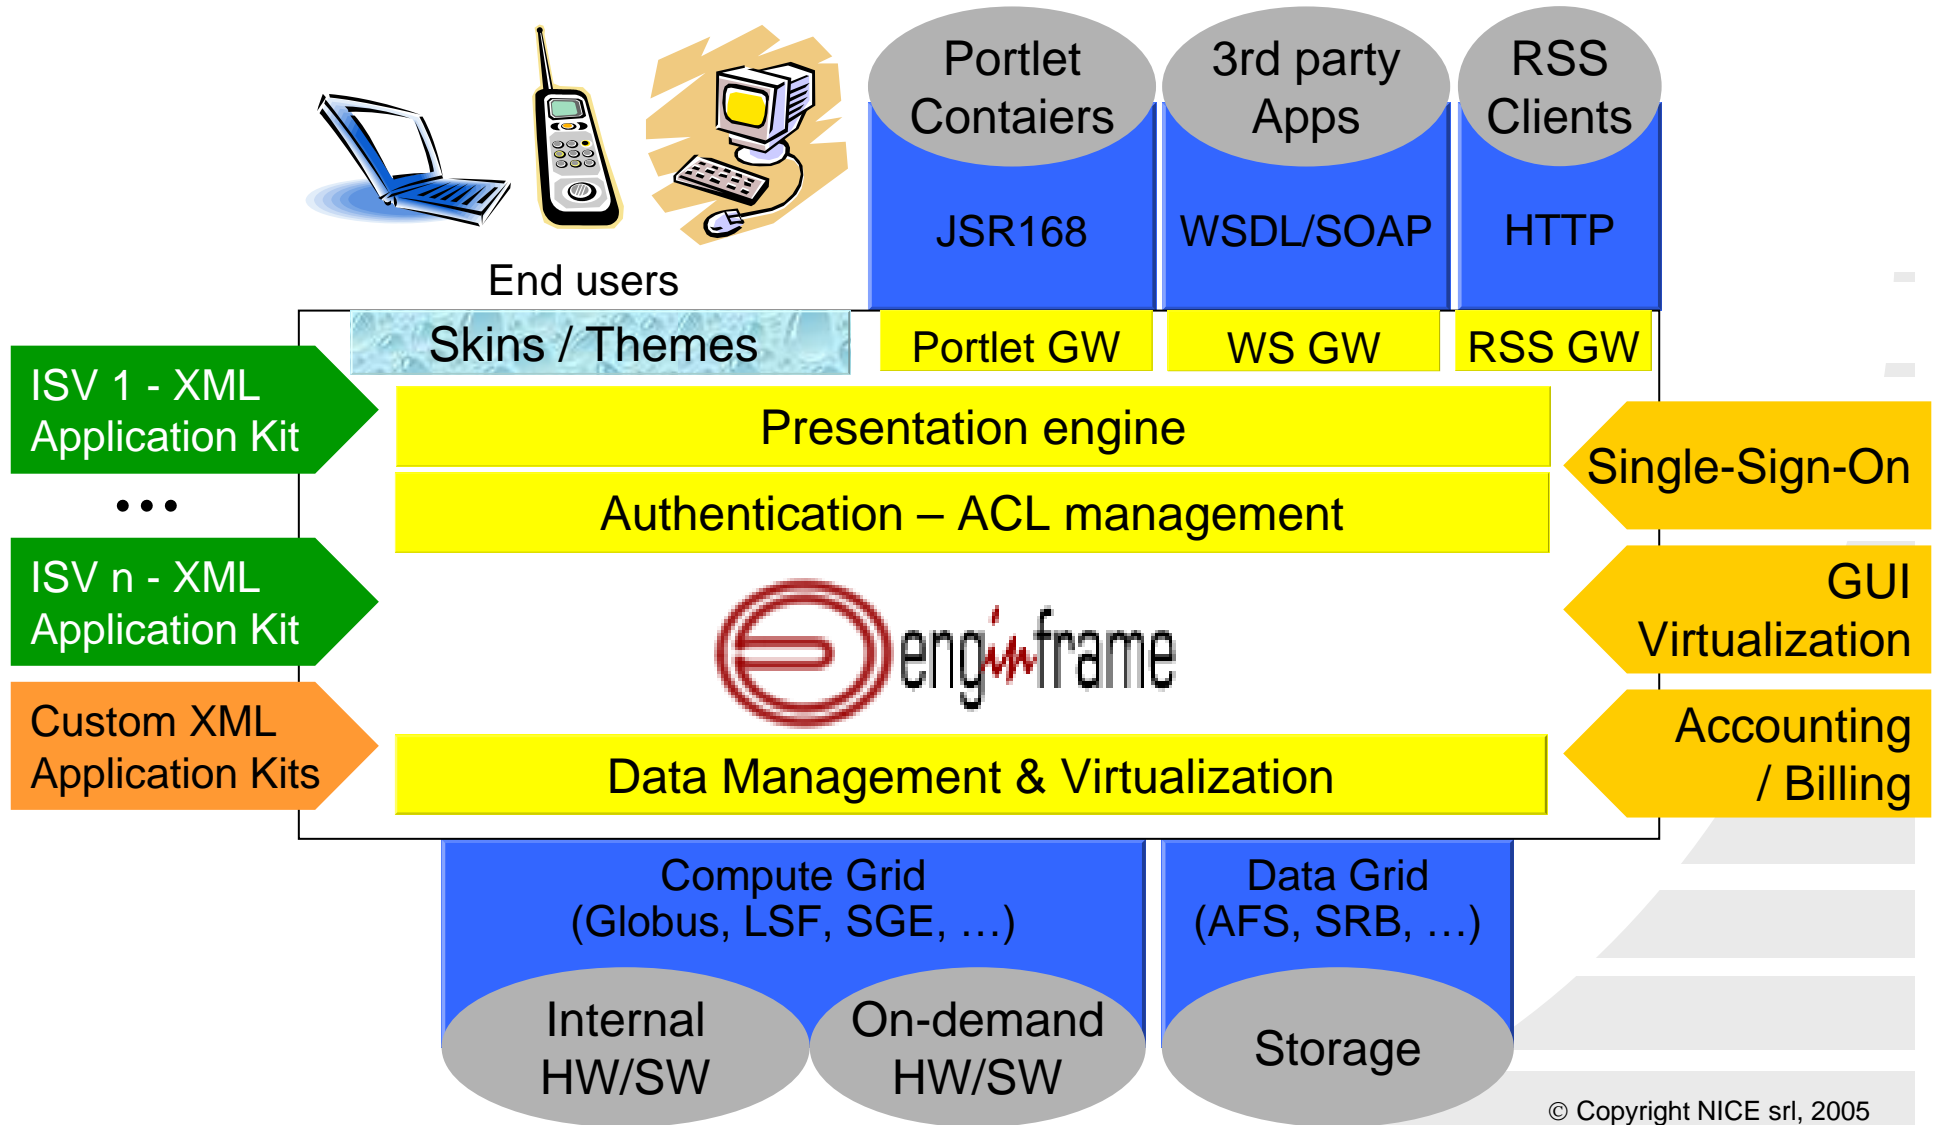 Portlet
Contaiers
3rd party
Apps
RSS
Clients
JSR168
WSDL/SOAP
HTTP
End users
Skins / Themes
Portlet GW
WS GW
RSS GW
ISV 1 - XML
Application Kit
Presentation engine
Single-Sign-On
• • •
Authentication – ACL management
ISV n - XML
Application Kit
enginframe
GUI
Virtualization
Custom XML
Application Kits
Data Management & Virtualization
Accounting
/ Billing
Compute Grid
(Globus, LSF, SGE, …)
Data Grid
(AFS, SRB, …)
Internal
HW/SW
On-demand
HW/SW
Storage
© Copyright NICE srl, 2005